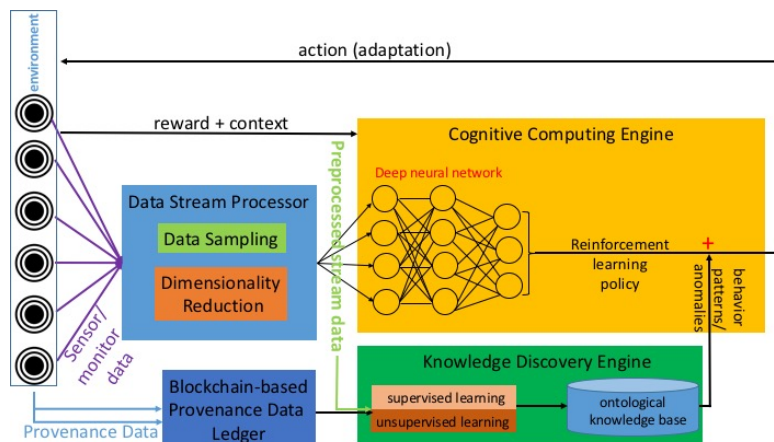 environment
action (adaptation)
reward + context
Cognitive Computing Engine
Preprocessed stream data
Deep neural network
Data Stream Processor
Data Sampling
Dimensionality
Reduction
Reinforcement
learning
policy
+
behavior
patterns/
anomalies
Sensor/
monitor
data
Knowledge Discovery Engine
Blockchain-based
Provenance Data
Ledger
supervised learning
unsupervised learning
ontological
knowledge base
Provenance Data